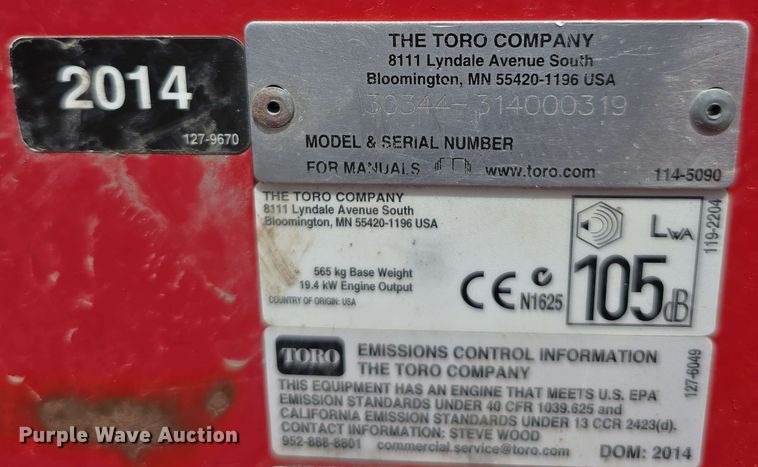 2014
127-9670
THE TORO COMPANY
8111 Lyndale Avenue South
Bloomington, MN 55420-1196 USA
30344-314000319
MODEL & SERIAL NUMBER
FOR MANUALS www.toro.com 114-5090
THE TORO COMPANY
8111 Lyndale Avenue South
Bloomington, MN 55420-1196 USA
565 kg Base Weight
19.4 kW Engine Output
COUNTRY OF ORIGIN: USA
CE N1625
LWA
105dB
119-2204
TORO EMISSIONS CONTROL INFORMATION
THE TORO COMPANY
THIS EQUIPMENT HAS AN ENGINE THAT MEETS U.S. EPA
EMISSION STANDARDS UNDER 40 CFR 1039.625 and
CALIFORNIA EMISSION STANDARDS UNDER 13 CCR 2423(d).
CONTACT INFORMATION: STEVE WOOD
952-888-8801 commercial.service@toro.com DOM: 2014
127-6049
Purple Wave Auction